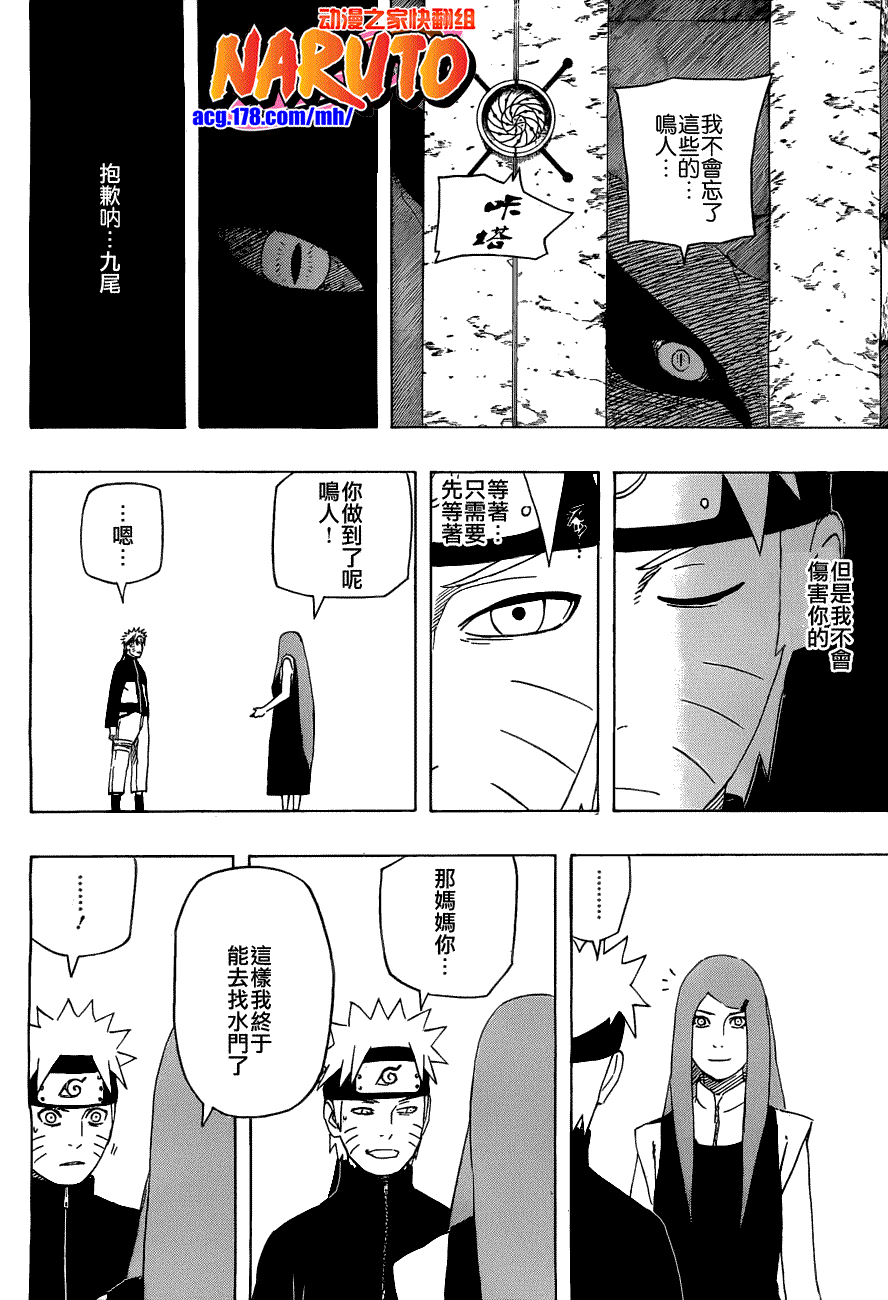 动漫之家快翻组
NARUTO
acg.178.com/mh/
我不會忘了
這些的…
鳴人…
咔
塔
抱歉吶…九尾
但是我不會
傷害你的
等著…
只需要
先等著
你做到了呢
鳴人！
…嗯…
………
那媽媽你…
這樣我終于
能去找水門了
……！